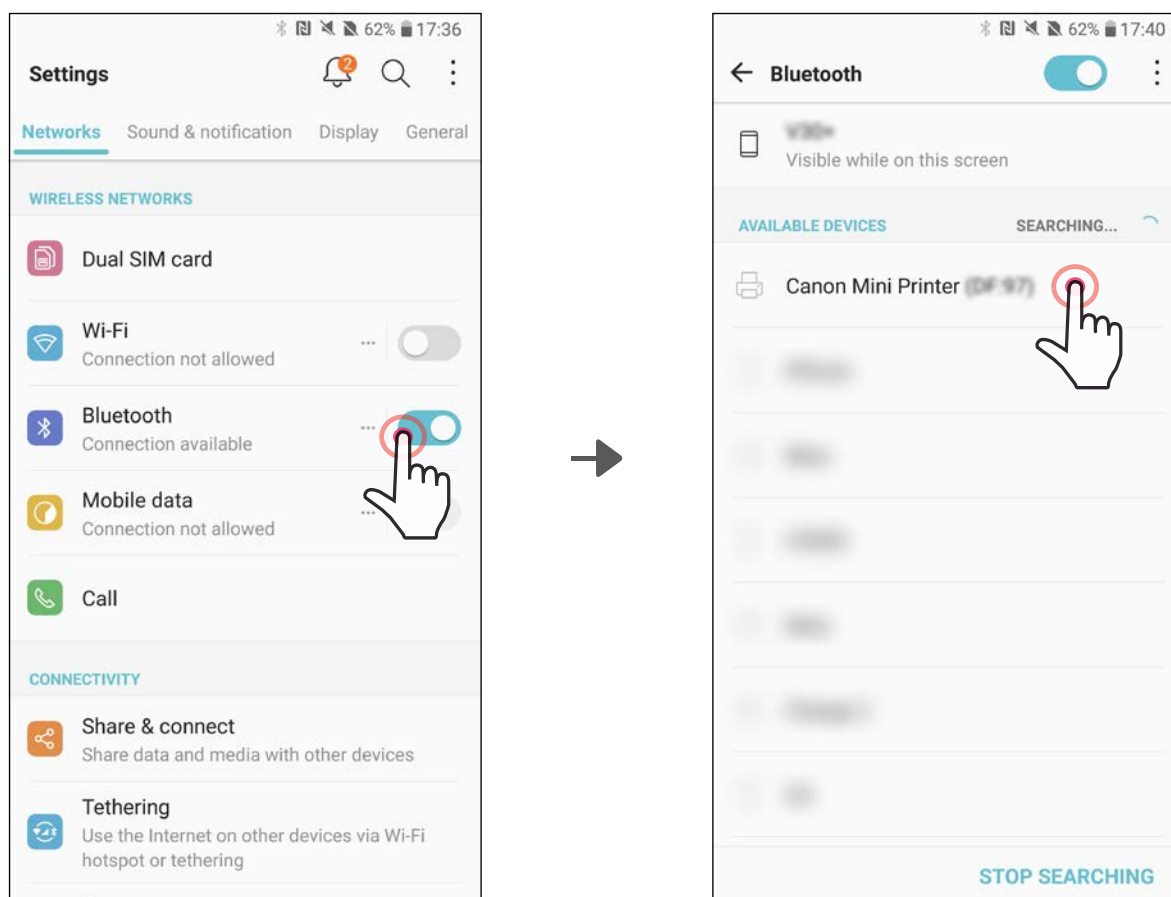 62% 17:36
Settings
2
Networks Sound & notification Display General
WIRELESS NETWORKS
Dual SIM card
Wi-Fi
Connection not allowed
Bluetooth
Connection available
Mobile data
Connection not allowed
Call
CONNECTIVITY
Share & connect
Share data and media with other devices
Tethering
Use the Internet on other devices via Wi-Fi
hotspot or tethering
62% 17:40
Bluetooth
Visible while on this screen
AVAILABLE DEVICES SEARCHING...
Canon Mini Printer
STOP SEARCHING